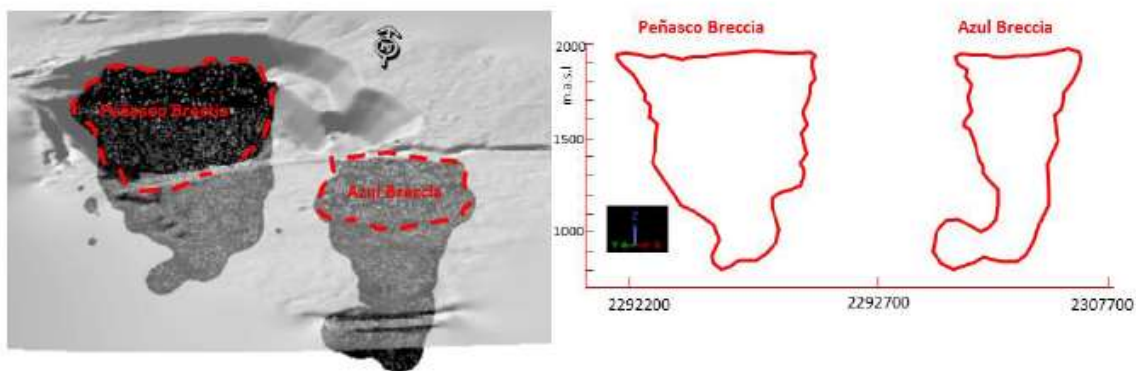 Peñasco Breccia
Azul Breccia
Peñasco Breccia
Azul Breccia
2000
m.a.s.l
1500
1000
Z
2292200
2292700
2307700